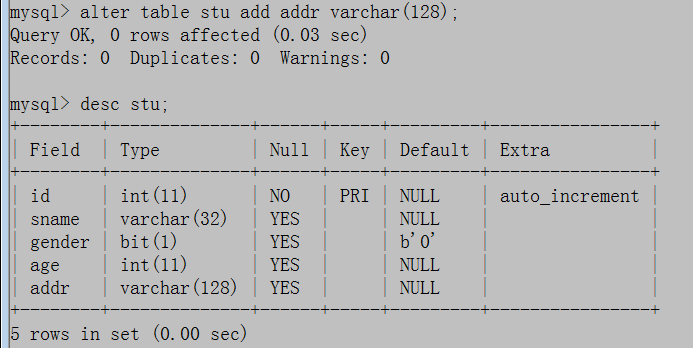 mysql> alter table stu add addr varchar(128);
Query OK, 0 rows affected (0.03 sec)
Records: 0  Duplicates: 0  Warnings: 0

mysql> desc stu;
+--------+--------------+------+-----+---------+----------------+
| Field  | Type         | Null | Key | Default | Extra          |
+--------+--------------+------+-----+---------+----------------+
| id     | int(11)      | NO   | PRI | NULL    | auto_increment |
| sname  | varchar(32)  | YES  |     | NULL    |                |
| gender | bit(1)       | YES  |     | b'0'    |                |
| age    | int(11)      | YES  |     | NULL    |                |
| addr   | varchar(128) | YES  |     | NULL    |                |
+--------+--------------+------+-----+---------+----------------+
5 rows in set (0.00 sec)